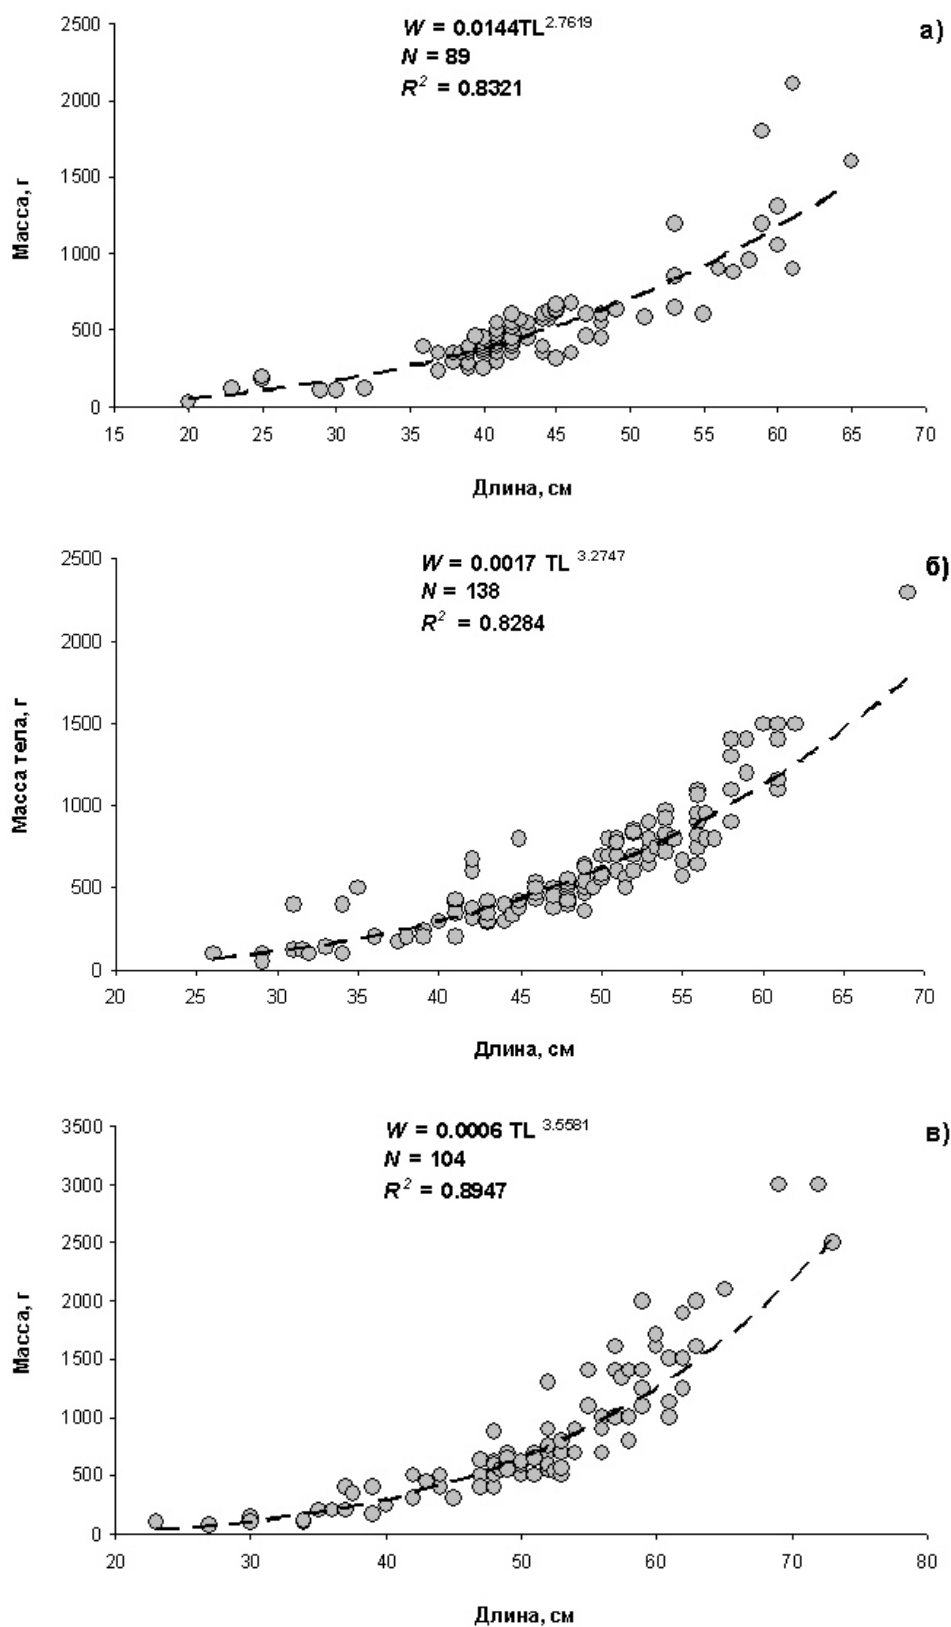 W = 0.0144TL^2.7619
а)
N = 89
R² = 0.8321
2500
2000
1500
1000
500
0
Масса, г
15 20 25 30 35 40 45 50 55 60 65 70
Длина, см
W = 0.0017 TL ^3.2747
б)
N = 138
R² = 0.8284
2500
2000
1500
1000
500
0
Масса тела, г
20 25 30 35 40 45 50 55 60 65 70
Длина, см
W = 0.0006 TL ^3.5581
в)
N = 104
R² = 0.8947
3500
3000
2500
2000
1500
1000
500
0
Масса, г
20 30 40 50 60 70 80
Длина, см